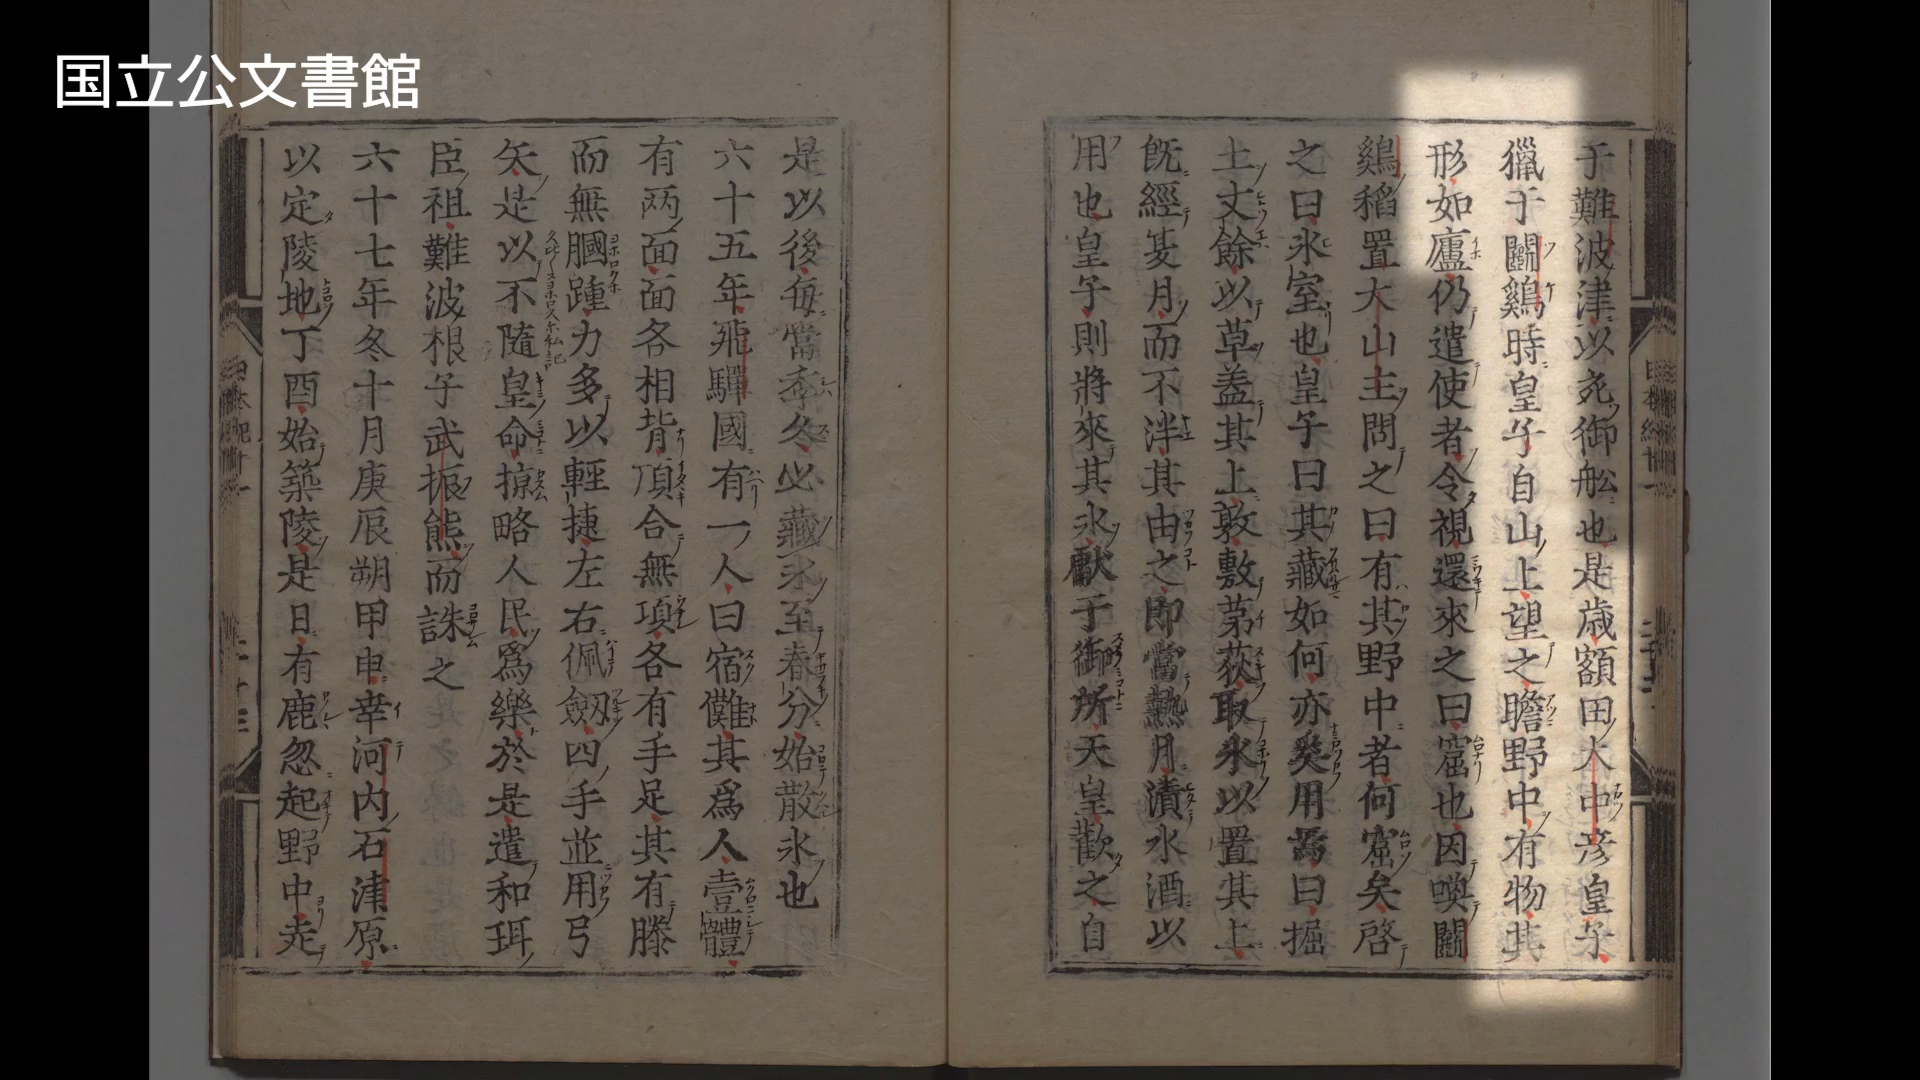 国立公文書館
于難波津以充御舩也是歳額田大中彦皇子
獵于鬪鷄時皇子自山上望之瞻野中有物其
形如廬仍遣使者令視還來之曰窟也因喚鬪
鷄稻置大山主問之曰有其野中者何窟矣啓
之曰氷室也皇子曰其藏如何亦奚用焉曰掘
土丈餘以草盖其上敦敷茅荻取氷以置其上
既經夏月而不泮其由之即當熱月漬水酒以
用也皇子則將來其氷獻于御所天皇歡之自
是以後毎當季冬必藏氷至春分始散氷也
六十五年飛騨國有一人曰宿儺其爲人壹體
有兩面面各相背頂合無項各有手足其有膝
而無膕踵力多以輕捷左右佩劔四手並用弓
矢是以不隨皇命掠略人民爲樂於是遣和珥
臣祖難波根子武振熊而誅之
六十七年冬十月庚辰朔甲申幸河内石津原
以定陵地丁酉始築陵是日有鹿忽起野中走